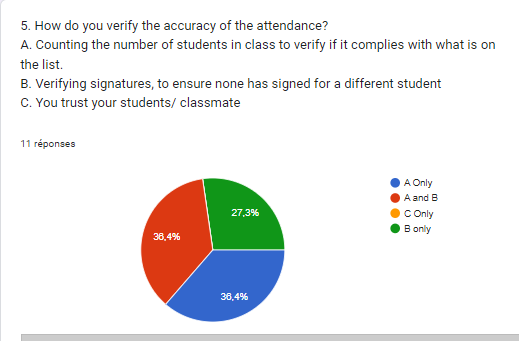 5. How do you verify the accuracy of the attendance?
A. Counting the number of students in class to verify if it complies with what is on
the list.
B. Verifying signatures, to ensure none has signed for a different student
C. You trust your students/ classmate
11 réponses
A Only
A and B
C Only
B only
27,3%
36,4%
36,4%